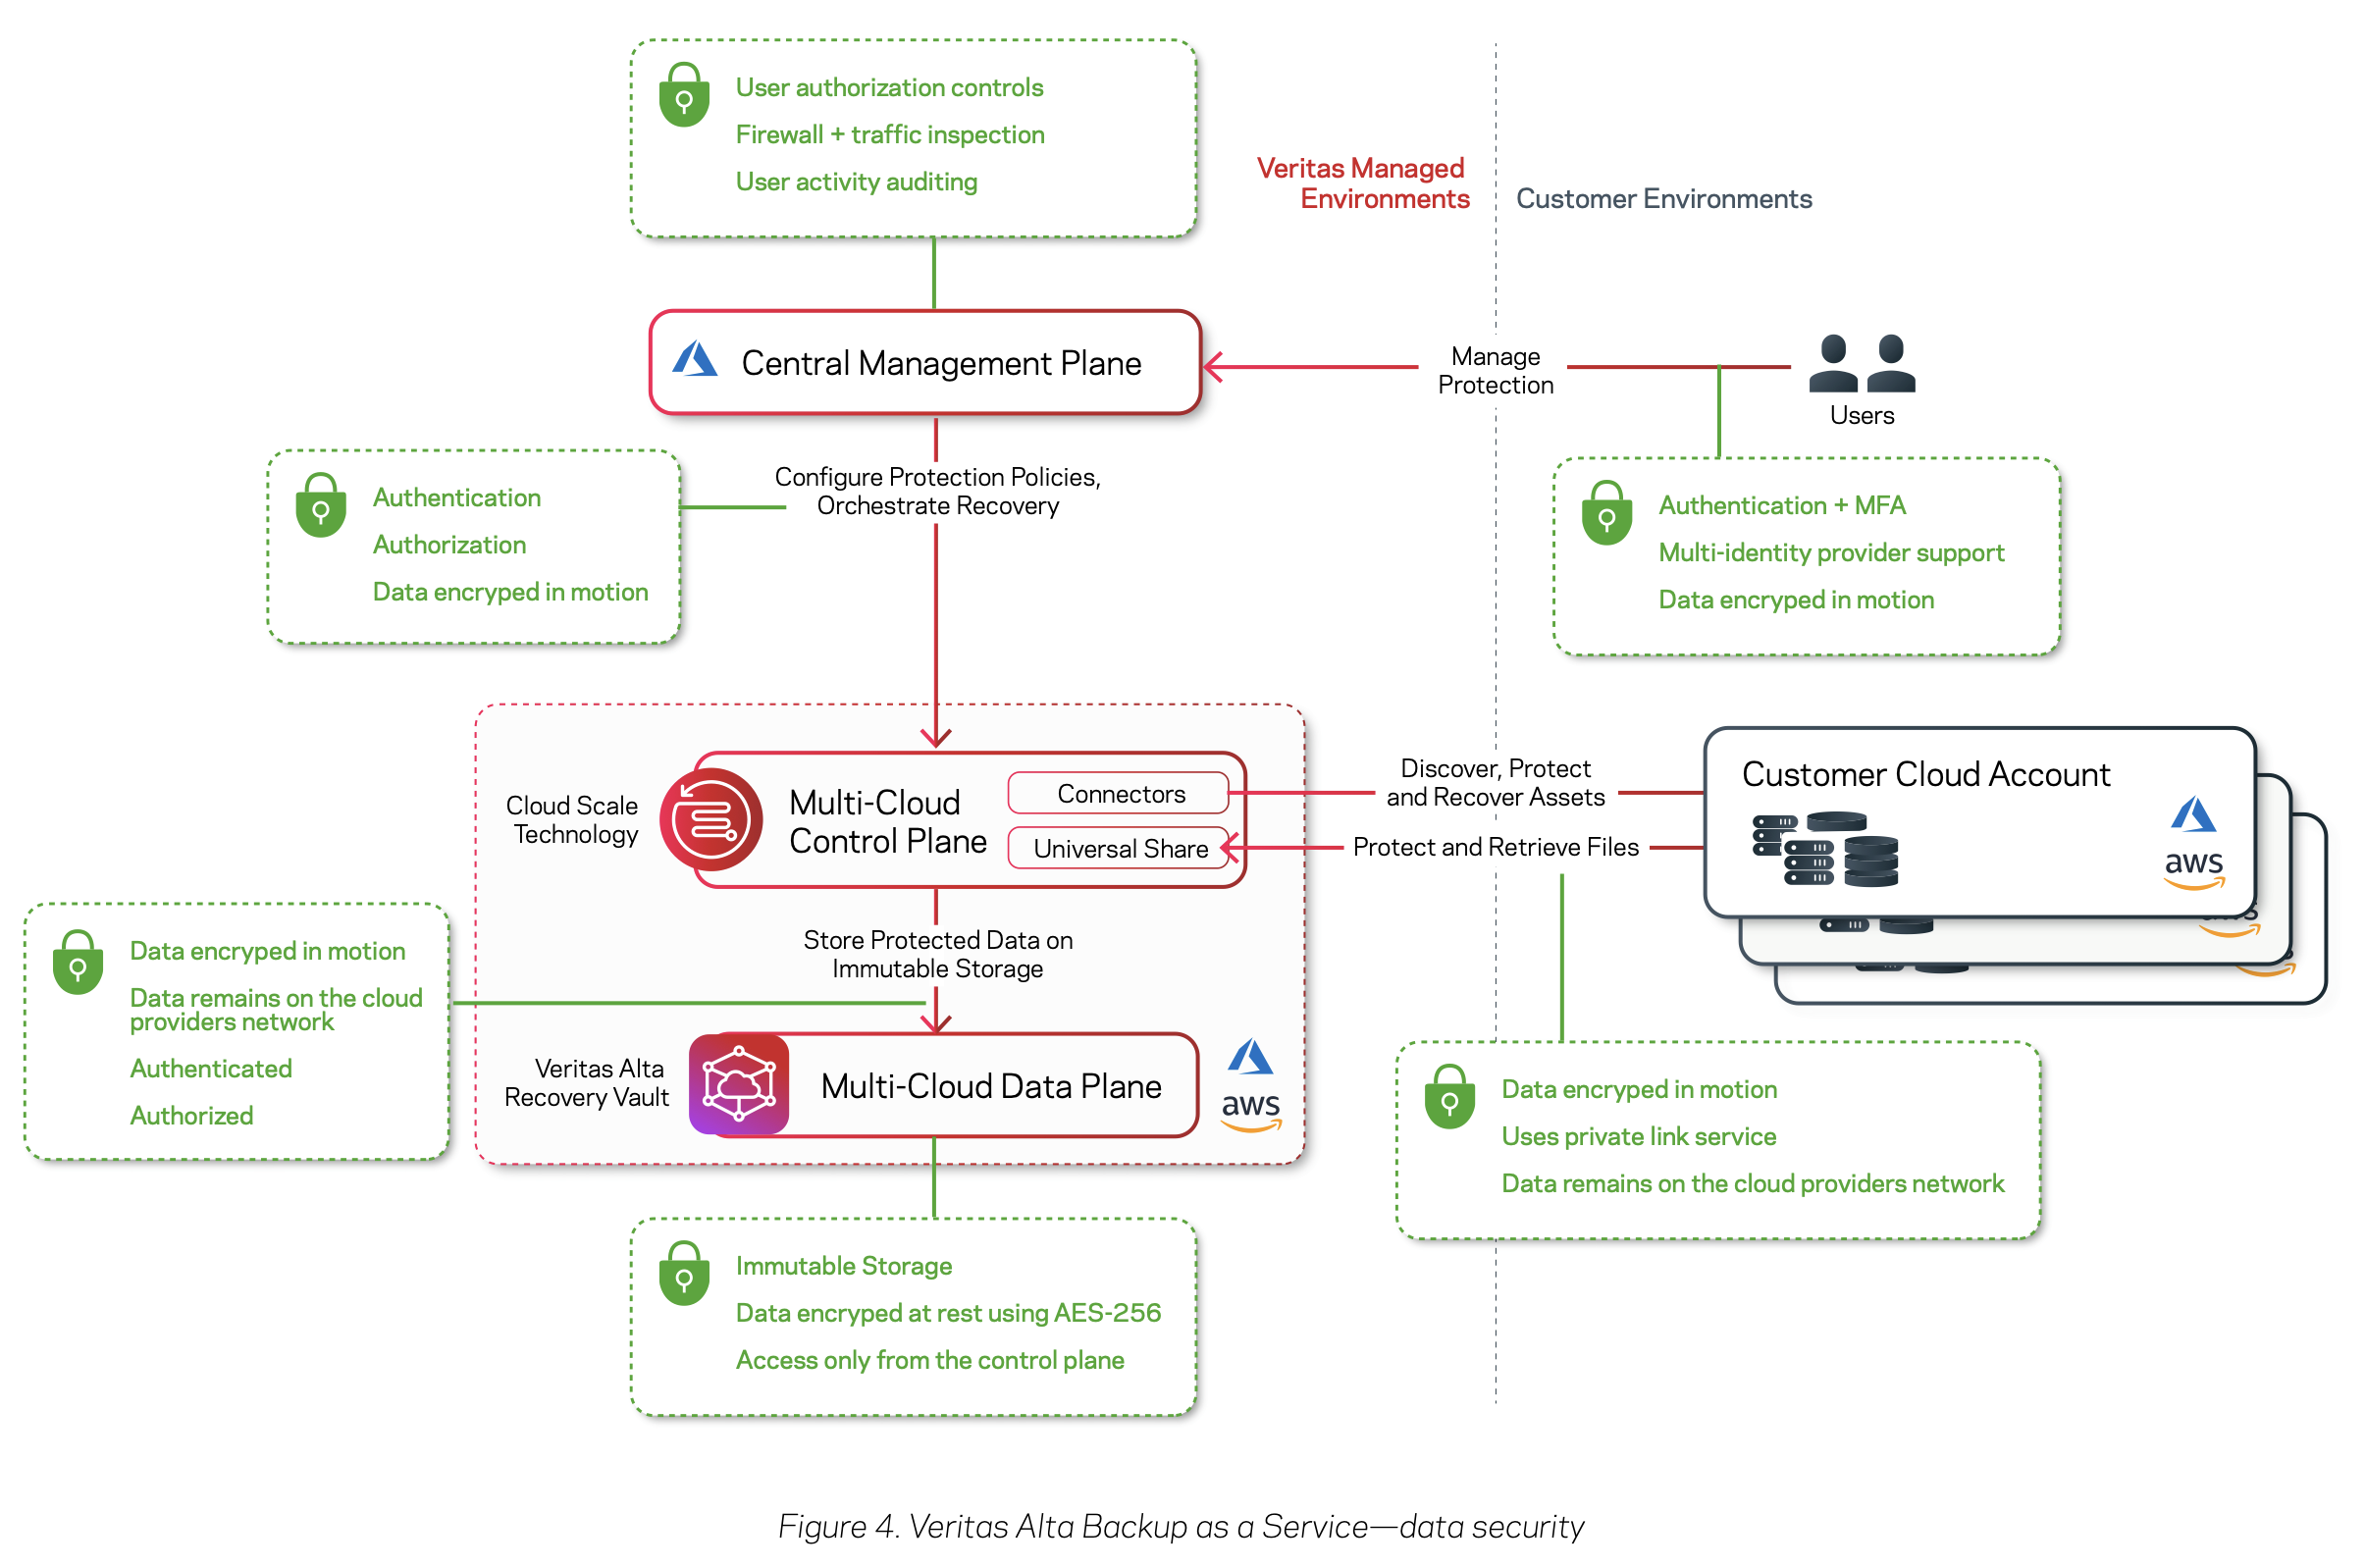 User authorization controls
Firewall + traffic inspection
User activity auditing
Veritas Managed
Environments
Customer Environments
Central Management Plane
Manage
Protection
Users
Configure Protection Policies,
Orchestrate Recovery
Authentication
Authorization
Data encryped in motion
Authentication + MFA
Multi-identity provider support
Data encryped in motion
Cloud Scale
Technology
Multi-Cloud
Control Plane
Connectors
Universal Share
Discover, Protect
and Recover Assets
Protect and Retrieve Files
Customer Cloud Account
aws
Store Protected Data on
Immutable Storage
Data encryped in motion
Data remains on the cloud
providers network
Authenticated
Authorized
Veritas Alta
Recovery Vault
Multi-Cloud Data Plane
aws
Data encryped in motion
Uses private link service
Data remains on the cloud providers network
Immutable Storage
Data encryped at rest using AES-256
Access only from the control plane
Figure 4. Veritas Alta Backup as a Service—data security